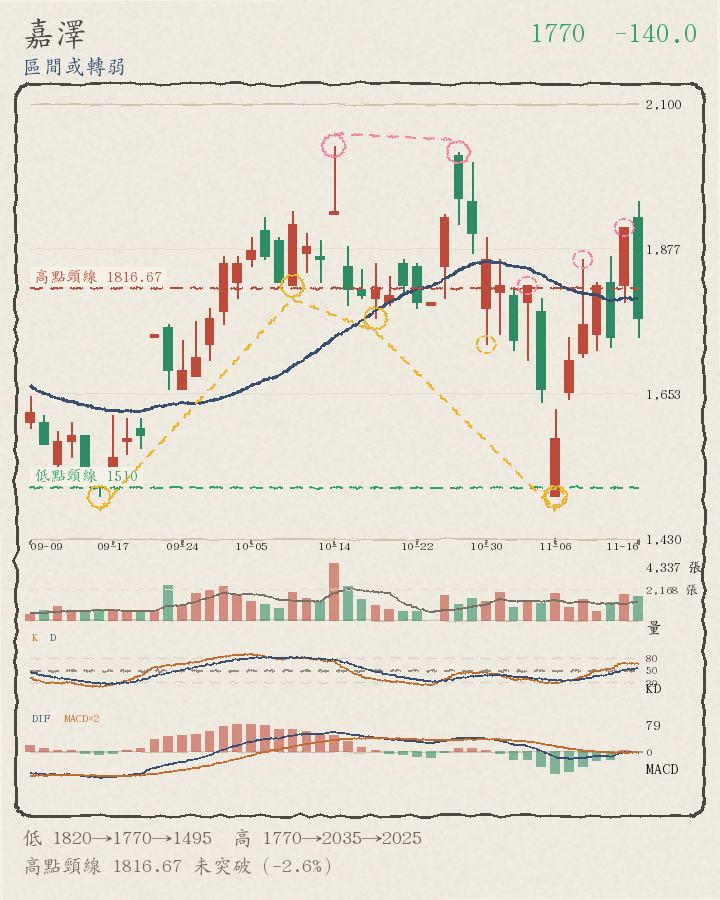 嘉澤
1770 -140.0
區間或轉弱
2,100
1,877
高點頸線 1816.67
1,653
低點頸線 1510
1,430
09-09 09-17 09-24 10-05 10-14 10-22 10-30 11-06 11-16
4,337 張
2,168 張
量
K D
80
50
20
KD
DIF MACD×2
79
0
MACD
低 1820→1770→1495 高 1770→2035→2025
高點頸線 1816.67 未突破 (-2.6%)